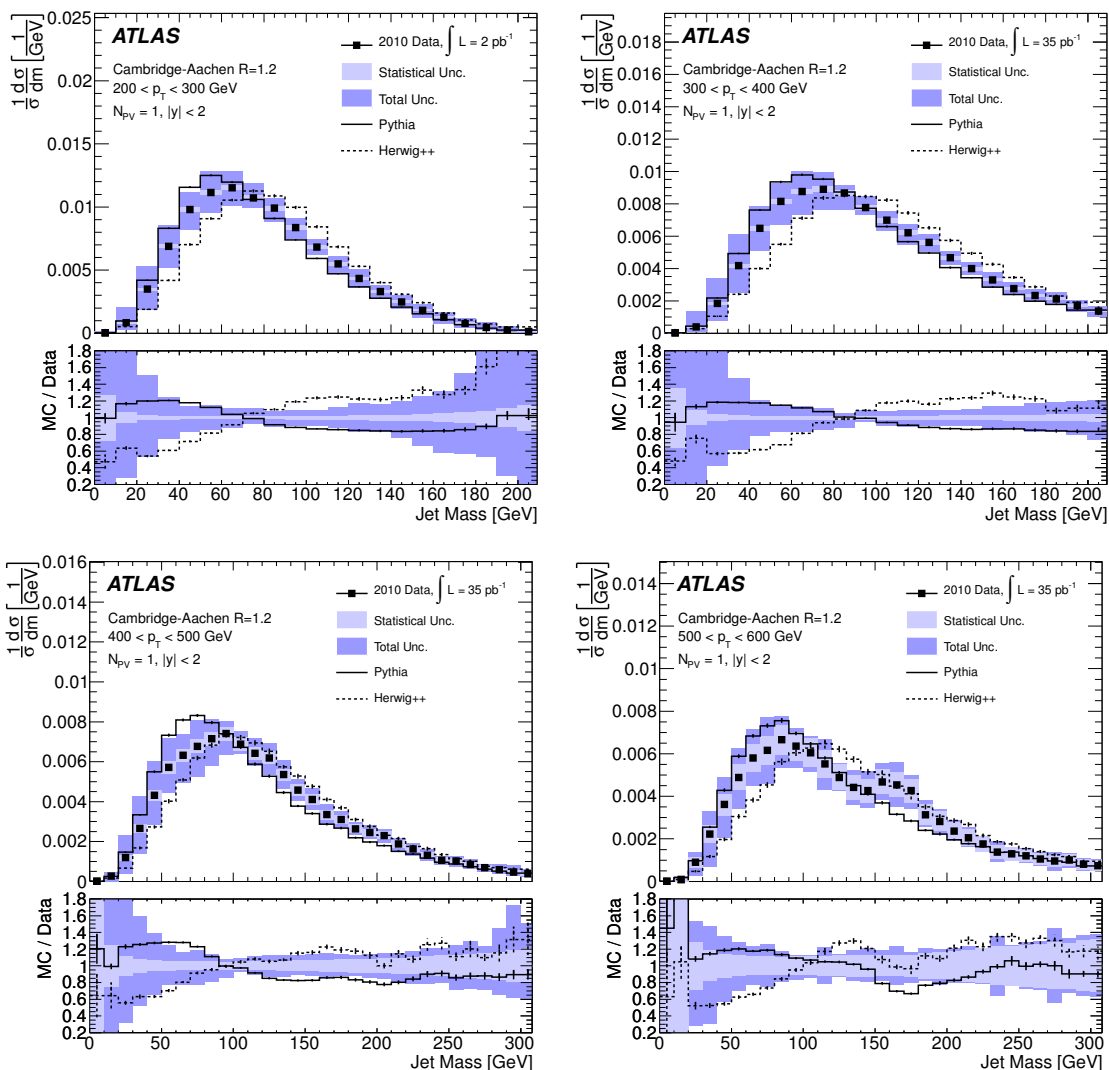 ATLAS
2010 Data, ∫ L = 2 pb⁻¹
Cambridge-Aachen R=1.2
200 < p_T < 300 GeV
N_PV = 1, |y| < 2
Statistical Unc.
Total Unc.
Pythia
Herwig++
1/σ dσ/dm [1/GeV]
0.025
0.02
0.015
0.01
0.005
0
MC / Data
1.8
1.6
1.4
1.2
1
0.8
0.6
0.4
0.2
0 20 40 60 80 100 120 140 160 180 200
Jet Mass [GeV]
ATLAS
2010 Data, ∫ L = 35 pb⁻¹
Cambridge-Aachen R=1.2
300 < p_T < 400 GeV
N_PV = 1, |y| < 2
Statistical Unc.
Total Unc.
Pythia
Herwig++
1/σ dσ/dm [1/GeV]
0.018
0.016
0.014
0.012
0.01
0.008
0.006
0.004
0.002
0
MC / Data
1.8
1.6
1.4
1.2
1
0.8
0.6
0.4
0.2
0 20 40 60 80 100 120 140 160 180 200
Jet Mass [GeV]
ATLAS
2010 Data, ∫ L = 35 pb⁻¹
Cambridge-Aachen R=1.2
400 < p_T < 500 GeV
N_PV = 1, |y| < 2
Statistical Unc.
Total Unc.
Pythia
Herwig++
1/σ dσ/dm [1/GeV]
0.016
0.014
0.012
0.01
0.008
0.006
0.004
0.002
0
MC / Data
1.8
1.6
1.4
1.2
1
0.8
0.6
0.4
0.2
0 50 100 150 200 250 300
Jet Mass [GeV]
ATLAS
2010 Data, ∫ L = 35 pb⁻¹
Cambridge-Aachen R=1.2
500 < p_T < 600 GeV
N_PV = 1, |y| < 2
Statistical Unc.
Total Unc.
Pythia
Herwig++
1/σ dσ/dm [1/GeV]
0.014
0.012
0.01
0.008
0.006
0.004
0.002
0
MC / Data
1.8
1.6
1.4
1.2
1
0.8
0.6
0.4
0.2
0 50 100 150 200 250 300
Jet Mass [GeV]